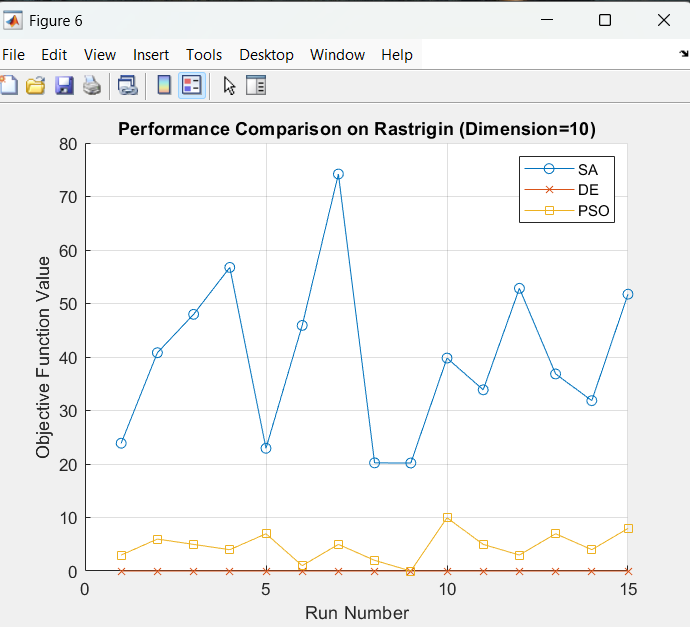 Figure 6
File Edit View Insert Tools Desktop Window Help
Performance Comparison on Rastrigin (Dimension=10)
80
70
60
50
40
30
20
10
0
Objective Function Value
SA
DE
PSO
0 5 10 15
Run Number